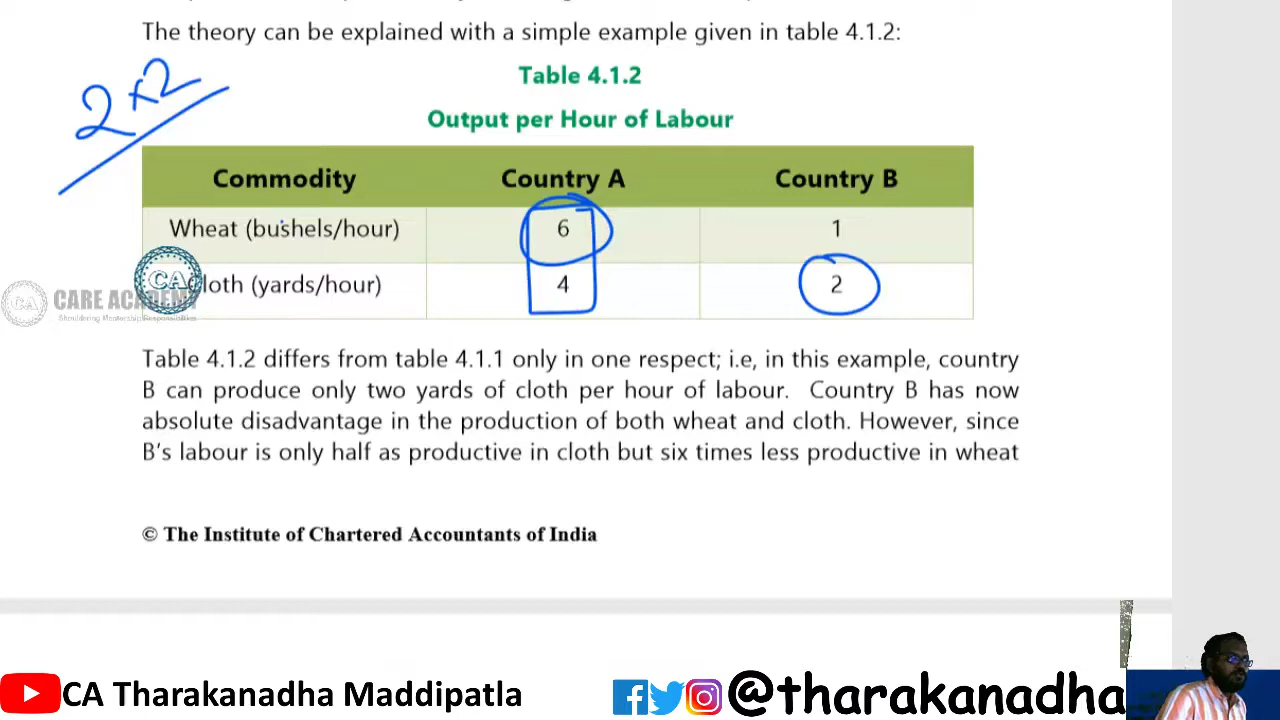 The theory can be explained with a simple example given in table 4.1.2:
2x2
Table 4.1.2
Output per Hour of Labour
Commodity Country A Country B
Wheat (bushels/hour) 6 1
Cloth (yards/hour) 4 2
CA
CARE ACADEMY
Table 4.1.2 differs from table 4.1.1 only in one respect; i.e, in this example, country
B can produce only two yards of cloth per hour of labour. Country B has now
absolute disadvantage in the production of both wheat and cloth. However, since
B's labour is only half as productive in cloth but six times less productive in wheat
© The Institute of Chartered Accountants of India
CA Tharakanadha Maddipatla
@tharakanadha